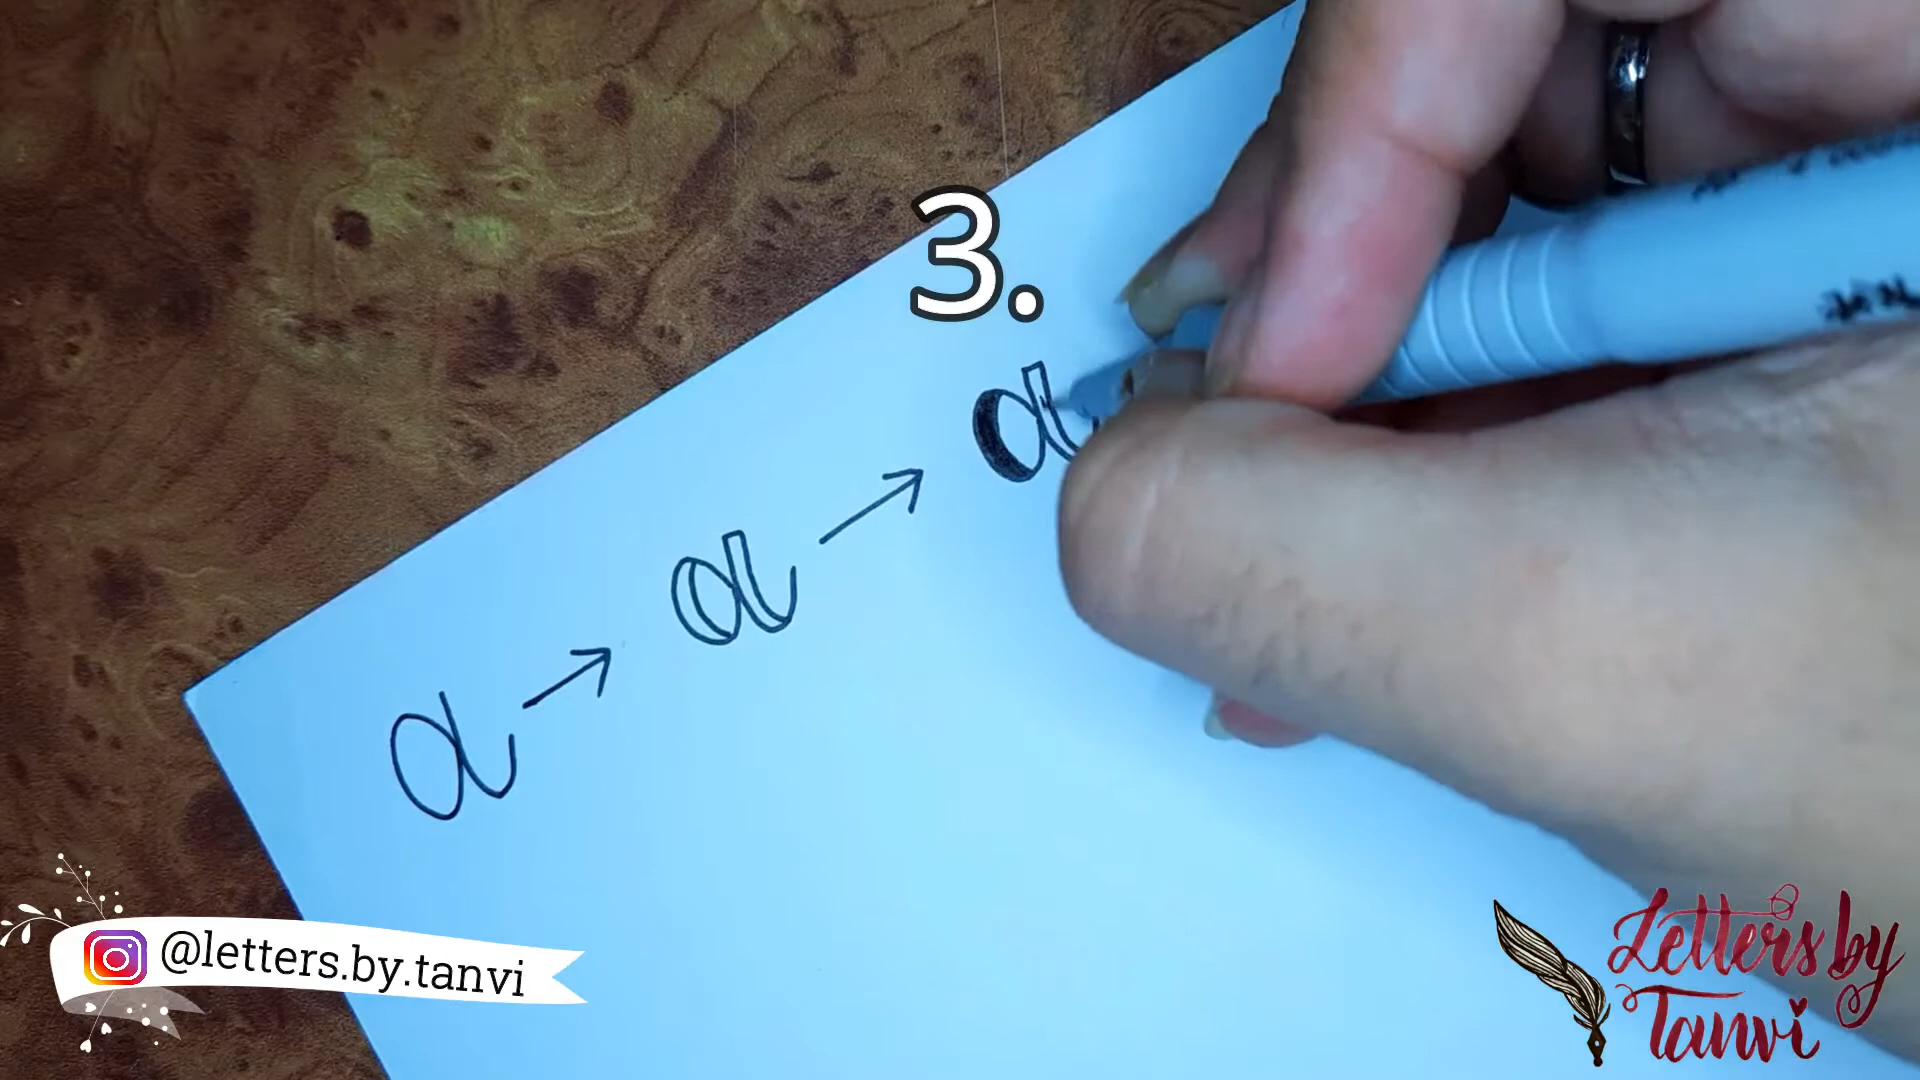 3.
a → a → a
@letters.by.tanvi
Letters by
Tanvi